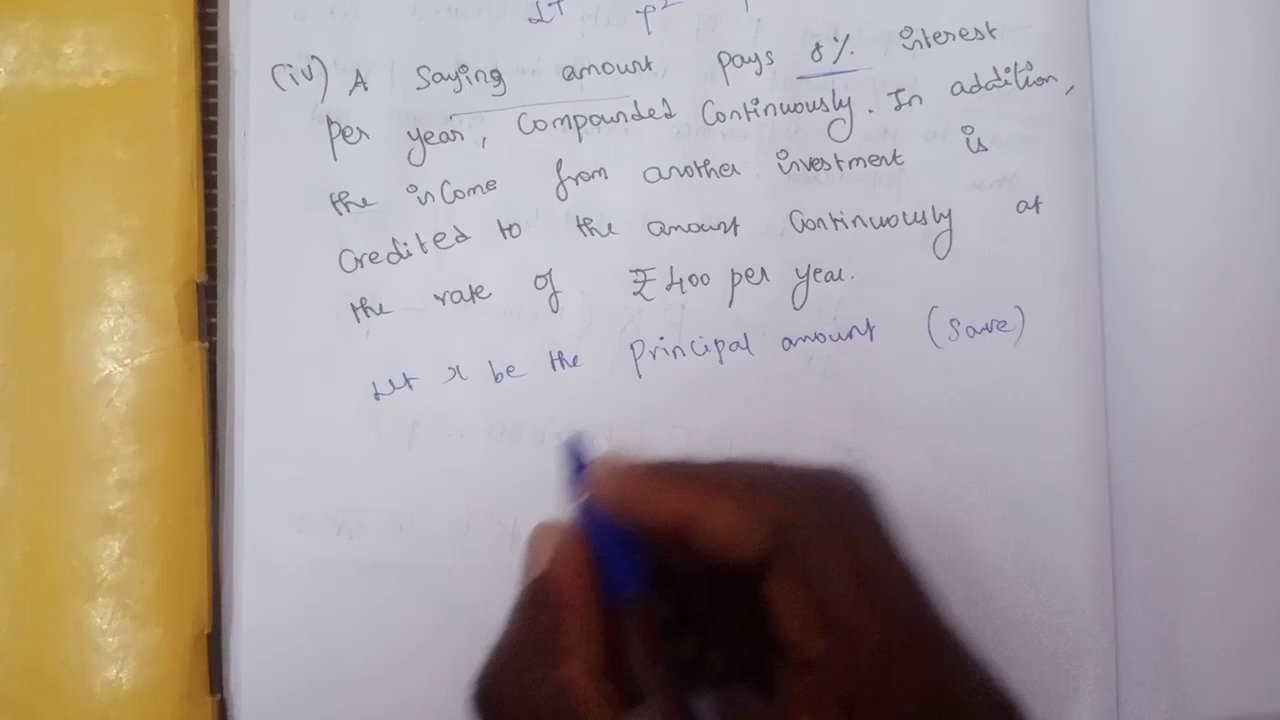 (iv) A Saying amount pays 8% interest
per year, Compounded Continuously. In addition,
the income from another investment is
Credited to the amount Continuously at
the rate of ₹400 per year.
Let x be the principal amount (Save)